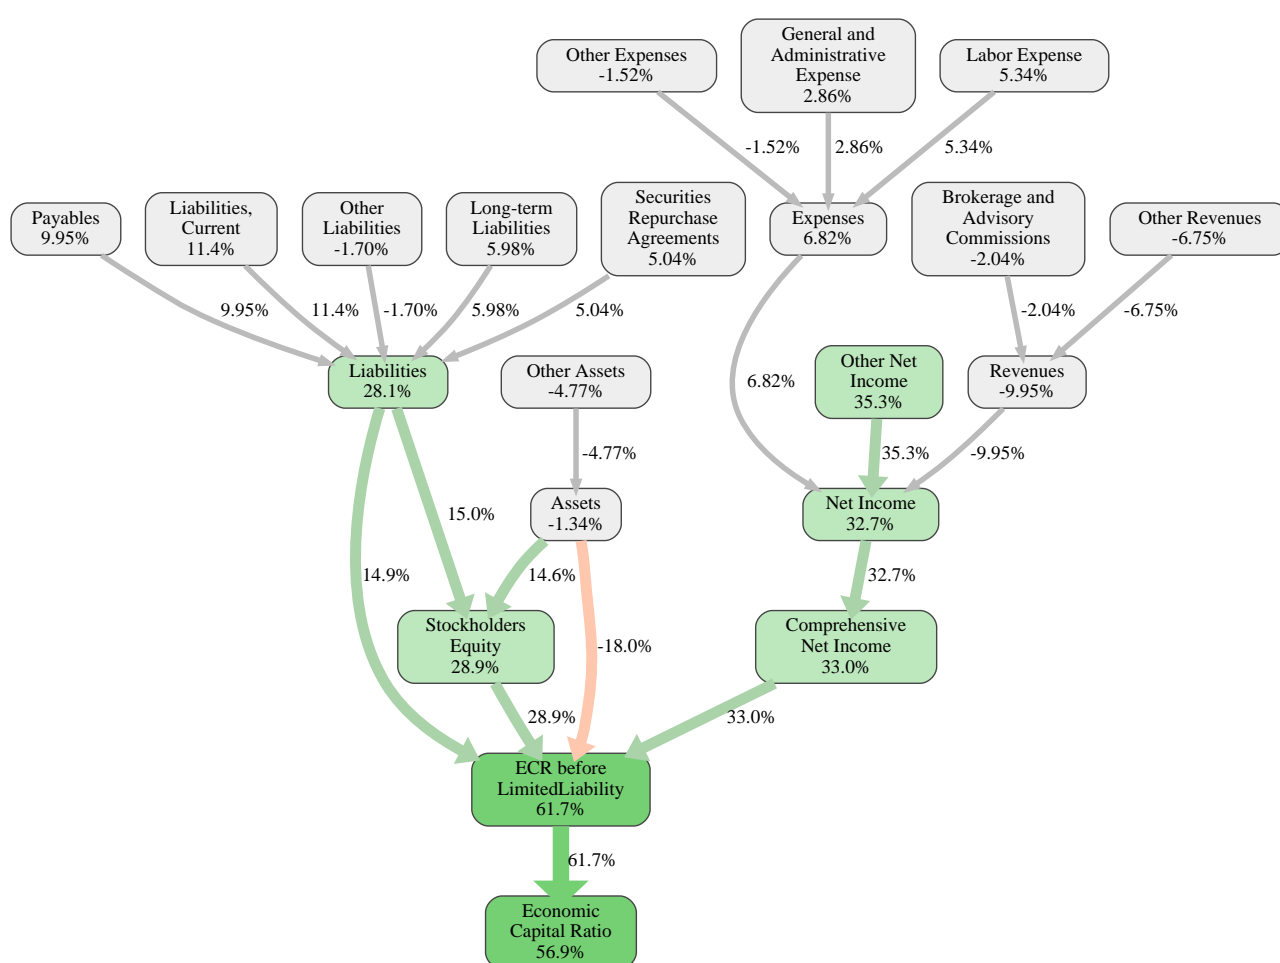 Other Expenses
-1.52%
General and
Administrative
Expense
2.86%
Labor Expense
5.34%
-1.52%
2.86%
5.34%
Payables
9.95%
Liabilities,
Current
11.4%
Other
Liabilities
-1.70%
Long-term
Liabilities
5.98%
Securities
Repurchase
Agreements
5.04%
Expenses
6.82%
Brokerage and
Advisory
Commissions
-2.04%
Other Revenues
-6.75%
9.95%
11.4%
-1.70%
5.98%
5.04%
-2.04%
-6.75%
Liabilities
28.1%
Other Assets
-4.77%
6.82%
Other Net
Income
35.3%
Revenues
-9.95%
-4.77%
35.3%
-9.95%
15.0%
Assets
-1.34%
Net Income
32.7%
14.9%
14.6%
32.7%
Stockholders
Equity
28.9%
-18.0%
Comprehensive
Net Income
33.0%
28.9%
33.0%
ECR before
LimitedLiability
61.7%
61.7%
Economic
Capital Ratio
56.9%